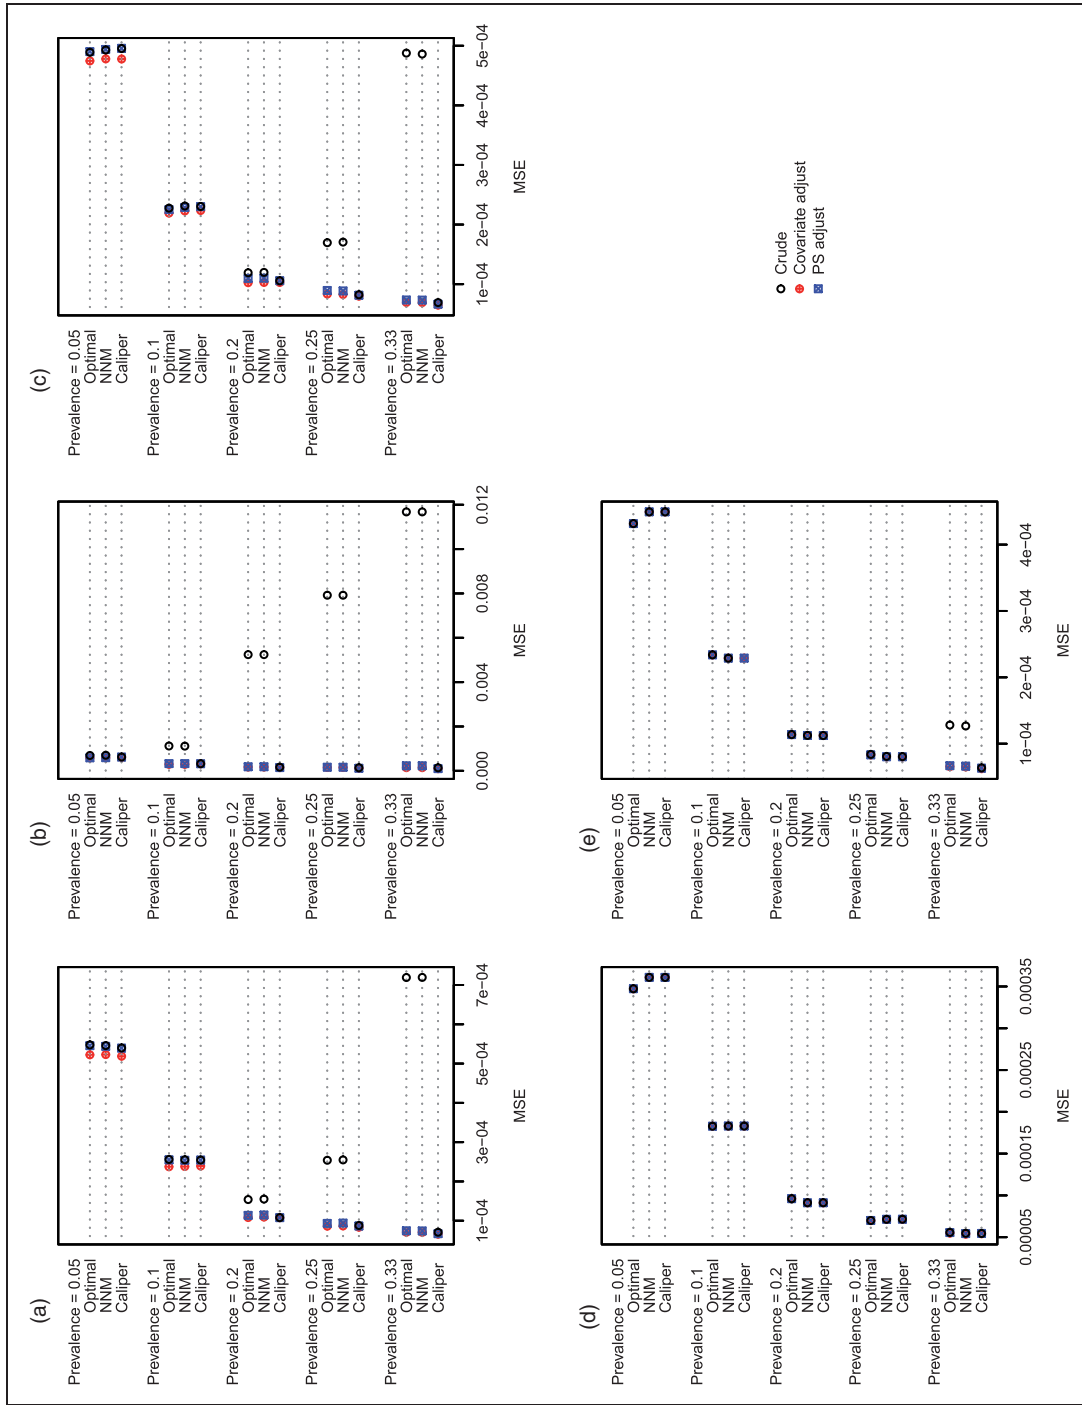 (a)
Prevalence = 0.05
Optimal
NNM
Caliper
Prevalence = 0.1
Optimal
NNM
Caliper
Prevalence = 0.2
Optimal
NNM
Caliper
Prevalence = 0.25
Optimal
NNM
Caliper
Prevalence = 0.33
Optimal
NNM
Caliper
1e−04 3e−04 5e−04 7e−04
MSE
(b)
Prevalence = 0.05
Optimal
NNM
Caliper
Prevalence = 0.1
Optimal
NNM
Caliper
Prevalence = 0.2
Optimal
NNM
Caliper
Prevalence = 0.25
Optimal
NNM
Caliper
Prevalence = 0.33
Optimal
NNM
Caliper
0.000 0.004 0.008 0.012
MSE
(c)
Prevalence = 0.05
Optimal
NNM
Caliper
Prevalence = 0.1
Optimal
NNM
Caliper
Prevalence = 0.2
Optimal
NNM
Caliper
Prevalence = 0.25
Optimal
NNM
Caliper
Prevalence = 0.33
Optimal
NNM
Caliper
1e−04 2e−04 3e−04 4e−04 5e−04
MSE
(d)
Prevalence = 0.05
Optimal
NNM
Caliper
Prevalence = 0.1
Optimal
NNM
Caliper
Prevalence = 0.2
Optimal
NNM
Caliper
Prevalence = 0.25
Optimal
NNM
Caliper
Prevalence = 0.33
Optimal
NNM
Caliper
0.00005 0.00015 0.00025 0.00035
MSE
(e)
Prevalence = 0.05
Optimal
NNM
Caliper
Prevalence = 0.1
Optimal
NNM
Caliper
Prevalence = 0.2
Optimal
NNM
Caliper
Prevalence = 0.25
Optimal
NNM
Caliper
Prevalence = 0.33
Optimal
NNM
Caliper
1e−04 2e−04 3e−04 4e−04
MSE
Crude
Covariate adjust
PS adjust